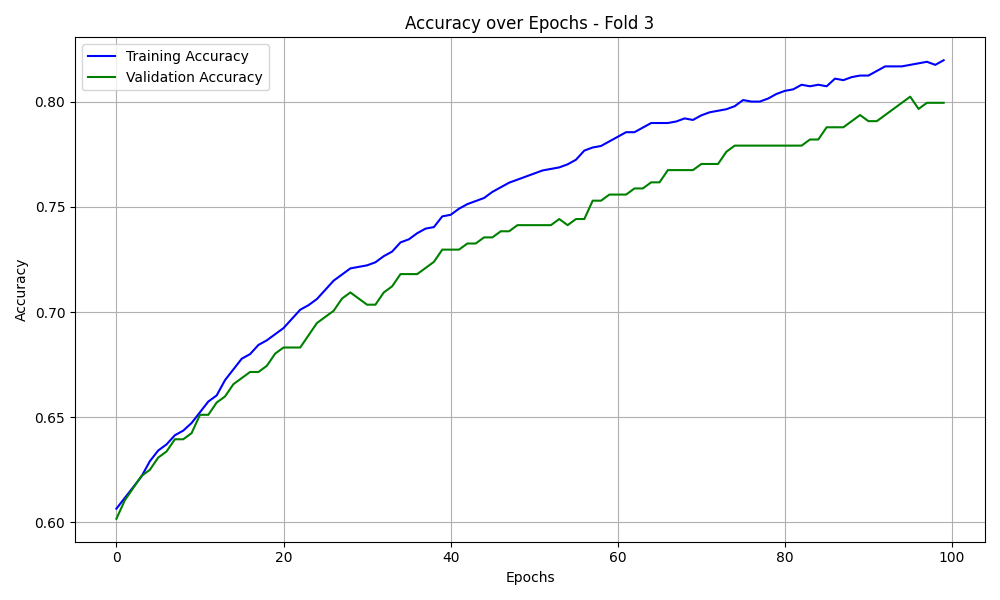 Accuracy over Epochs - Fold 3
Training Accuracy
Validation Accuracy
Accuracy
0.80
0.75
0.70
0.65
0.60
0 20 40 60 80 100
Epochs